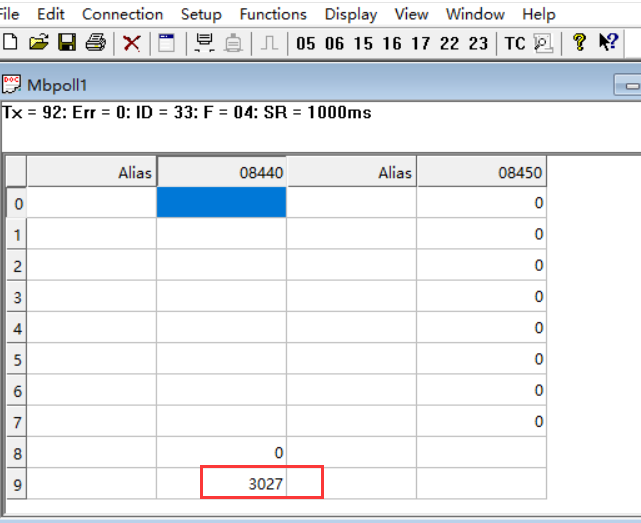 File Edit Connection Setup Functions Display View Window Help
05 06 15 16 17 22 23 TC
Mbpoll1
Tx = 92: Err = 0: ID = 33: F = 04: SR = 1000ms
Alias 08440 Alias 08450
0 0
1 0
2 0
3 0
4 0
5 0
6 0
7 0
8 0
9 3027